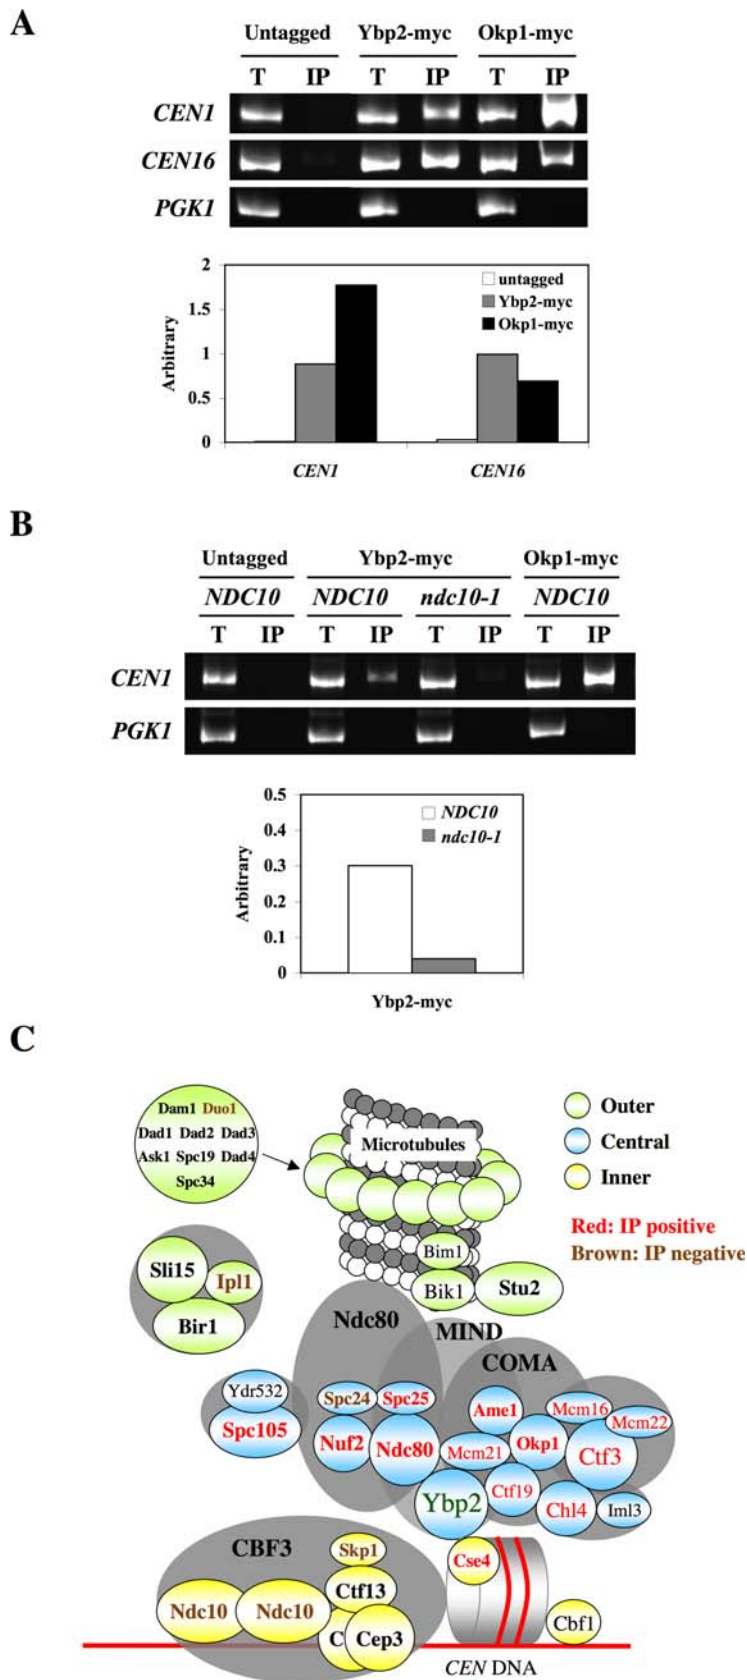 A
Untagged Ybp2-myc Okp1-myc
T IP T IP T IP
CEN1
CEN16
PGK1
2
1.5
1
0.5
0
Arbitrary
untagged
Ybp2-myc
Okp1-myc
CEN1 CEN16
B
Untagged Ybp2-myc Okp1-myc
NDC10 NDC10 ndc10-1 NDC10
T IP T IP T IP T IP
CEN1
PGK1
0.5
0.4
0.3
0.2
0.1
0
Arbitrary
NDC10
ndc10-1
Ybp2-myc
C
Dam1 Duo1
Dad1 Dad2 Dad3
Ask1 Spc19 Dad4
Spc34
Microtubules
Outer
Central
Inner
Red: IP positive
Brown: IP negative
Bim1
Sli15
Ipl1
Bik1
Stu2
Bir1
Ndc80
MIND
COMA
Ydr532
Spc105
Spc24
Spc25
Nuf2
Ndc80
Ame1
Mcm16
Mcm22
Mcm21
Okp1
Ctf3
Ybp2
Ctf19
Chl4
Iml3
CBF3
Skp1
Cse4
Ctf13
Ndc10
Ndc10
C
Cep3
Cbf1
CEN DNA